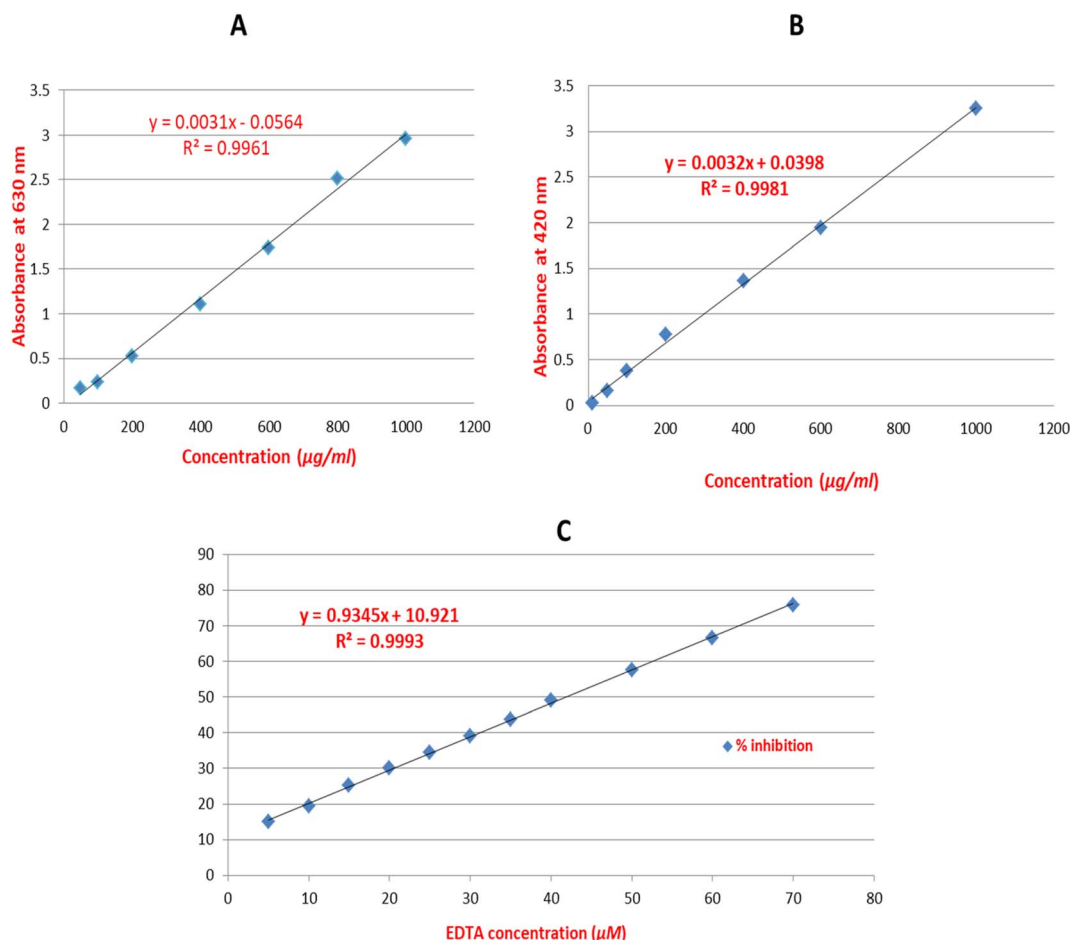 A
3.5
3
2.5
2
1.5
1
0.5
0
y = 0.0031x - 0.0564
R² = 0.9961
0 200 400 600 800 1000 1200
Absorbance at 630 nm
Concentration (µg/ml)
B
3.5
3
2.5
2
1.5
1
0.5
0
y = 0.0032x + 0.0398
R² = 0.9981
0 200 400 600 800 1000 1200
Absorbance at 420 nm
Concentration (µg/ml)
C
90
80
70
60
50
40
30
20
10
0
y = 0.9345x + 10.921
R² = 0.9993
% inhibition
0 10 20 30 40 50 60 70 80
EDTA concentration (µM)